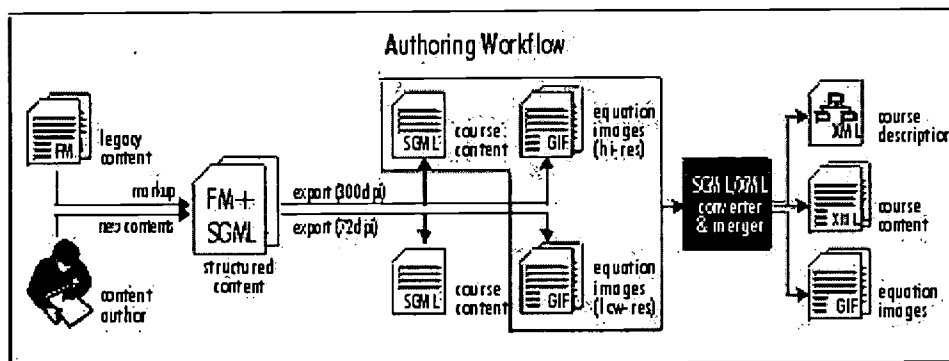 Authoring Workflow
FM
legacy
content
markup
new content
content
author
FM+
SGML
structured
content
export (300dpi)
export (72dpi)
SGML
course
content
GIF
equation
images
(hi-res)
SGML
course
content
GIF
equation
images
(low-res)
SGML/XML
converter
& merger
XML
course
description
XML
course
content
GIF
equation
images